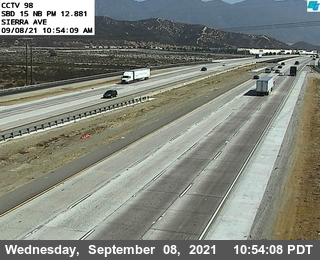 CCTV 98
SBD 15 NB PM 12.881
SIERRA AVE
09/08/21 10:54:09 AM
Wednesday, September 08, 2021 10:54:08 PDT